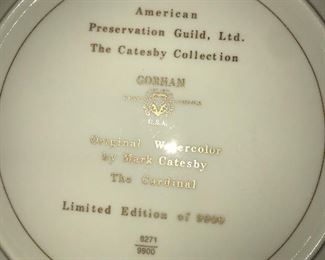 American
Preservation Guild, Ltd.
The Catesby Collection
GORHAM
U.S.A.
Original Watercolor
by Mark Catesby
The Cardinal
Limited Edition of 9900
8271
9900